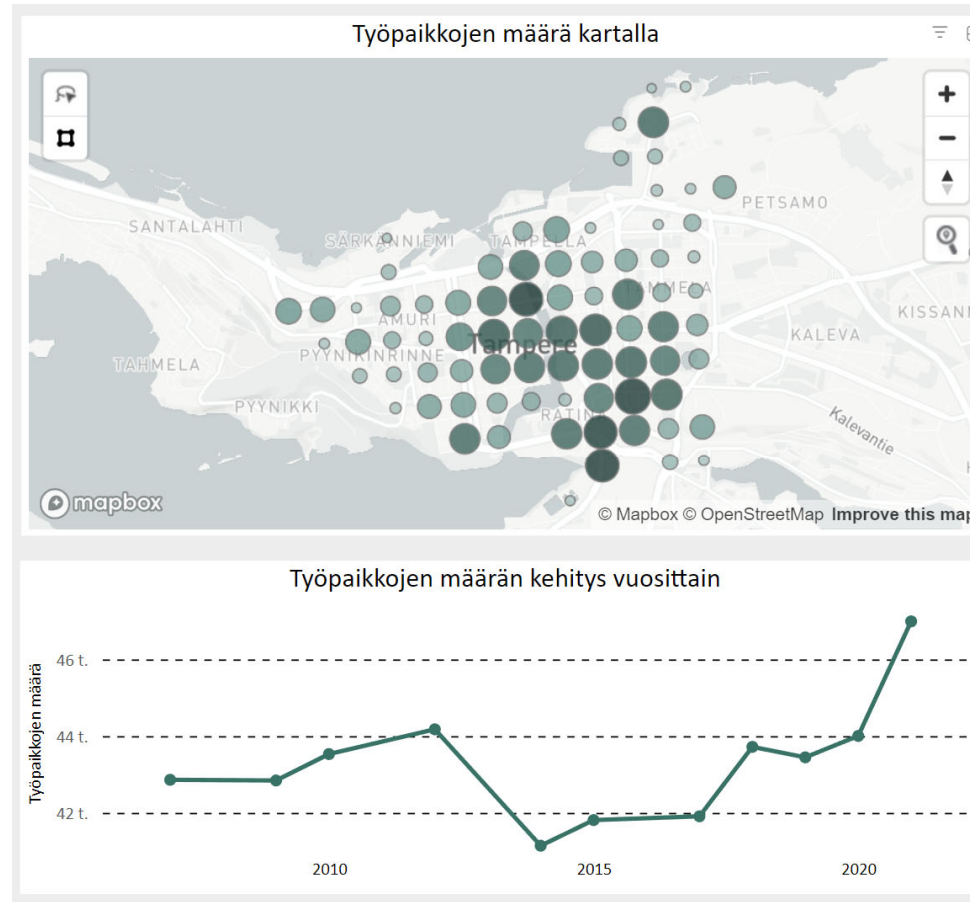 Työpaikkojen määrä kartalla
SANTALAHTI
SÄRKÄNNIEMI
TAMPELLA
PETSAMO
TAMMELA
AMURI
KISSANM
KALEVA
Tampere
PYYNIKINRINNE
TAHMELA
PYYNIKKI
RATINA
Kalevantie
mapbox
© Mapbox © OpenStreetMap Improve this map
Työpaikkojen määrän kehitys vuosittain
Työpaikkojen määrä
46 t.
44 t.
42 t.
2010 2015 2020